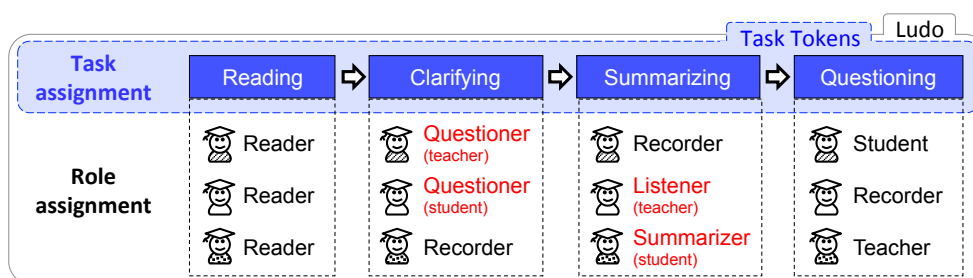 Ludo
Task Tokens
Task assignment
Reading
Clarifying
Summarizing
Questioning
Role assignment
Reader
Questioner
(teacher)
Recorder
Student
Reader
Questioner
(student)
Listener
(teacher)
Recorder
Reader
Recorder
Summarizer
(student)
Teacher